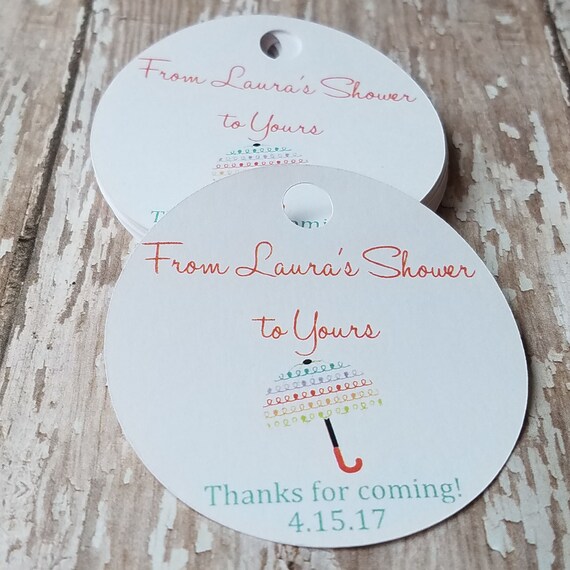 From Laura's Shower
to Yours
From Laura's Shower
to Yours
Thanks for coming!
4.15.17